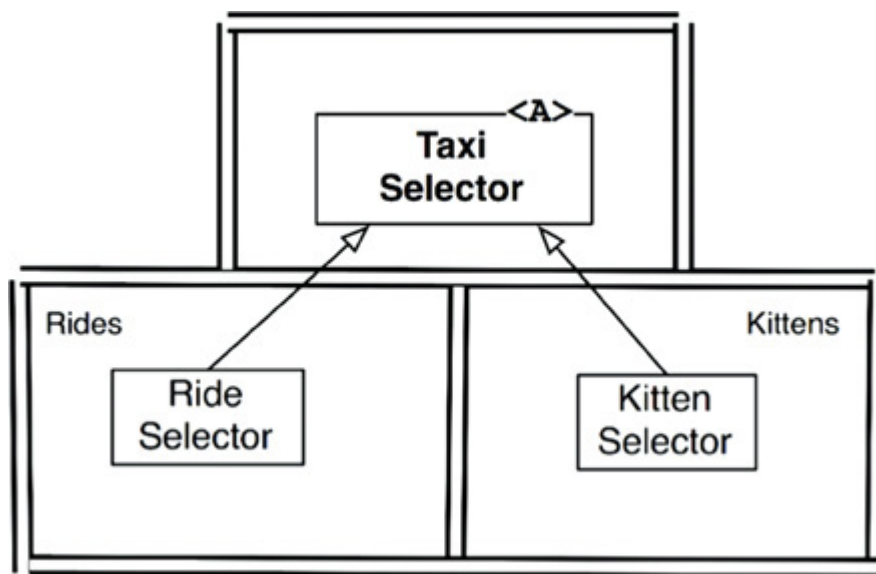 <A>
Taxi
Selector
Rides
Kittens
Ride
Selector
Kitten
Selector